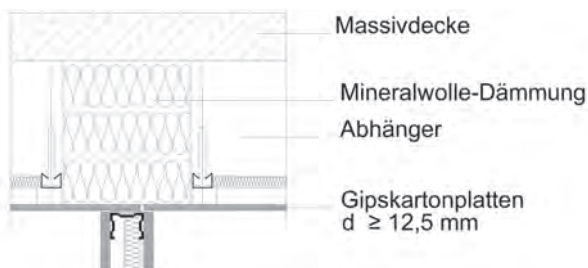 Massivdecke
Mineralwolle-Dämmung
Abhänger
Gipskartonplatten
d ≥ 12,5 mm